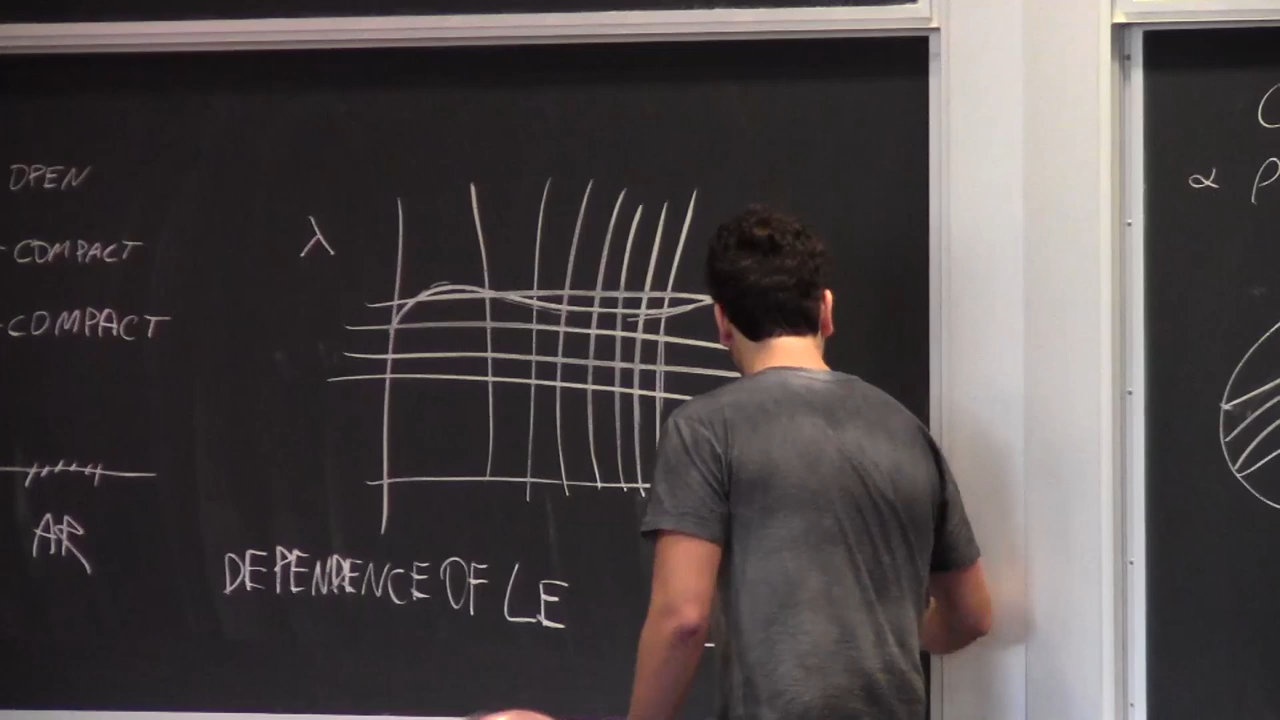 OPEN
-COMPACT
-COMPACT
λ
AR
DEPENDENCE OF LE
α P